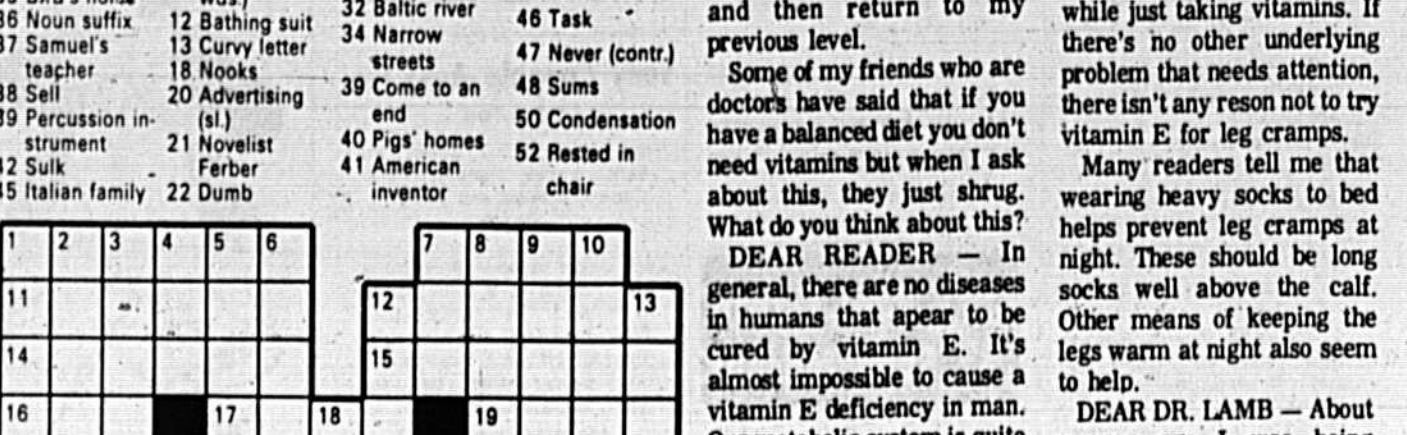 36 Noun suffix
37 Samuel's
teacher
38 Sell
39 Percussion in-
strument
42 Sulk
45 Italian family
12 Bathing suit
13 Curvy letter
18 Nooks
20 Advertising
(sl.)
21 Novelist
Ferber
22 Dumb
32 Baltic river
34 Narrow
streets
39 Come to an
end
40 Pigs' homes
41 American
inventor
46 Task
47 Never (contr.)
48 Sums
50 Condensation
52 Rested in
chair
1 2 3 4 5 6 7 8 9 10
11 12 13
14 15
16 17 18 19
and then return to my
previous level.
Some of my friends who are
doctors have said that if you
have a balanced diet you don't
need vitamins but when I ask
about this, they just shrug.
What do you think about this?
DEAR READER — In
general, there are no diseases
in humans that apear to be
cured by vitamin E. It's
almost impossible to cause a
vitamin E deficiency in man.
while just taking vitamins. If
there's no other underlying
problem that needs attention,
there isn't any reson not to try
vitamin E for leg cramps.
Many readers tell me that
wearing heavy socks to bed
helps prevent leg cramps at
night. These should be long
socks well above the calf.
Other means of keeping the
legs warm at night also seem
to help.
DEAR DR. LAMB — About